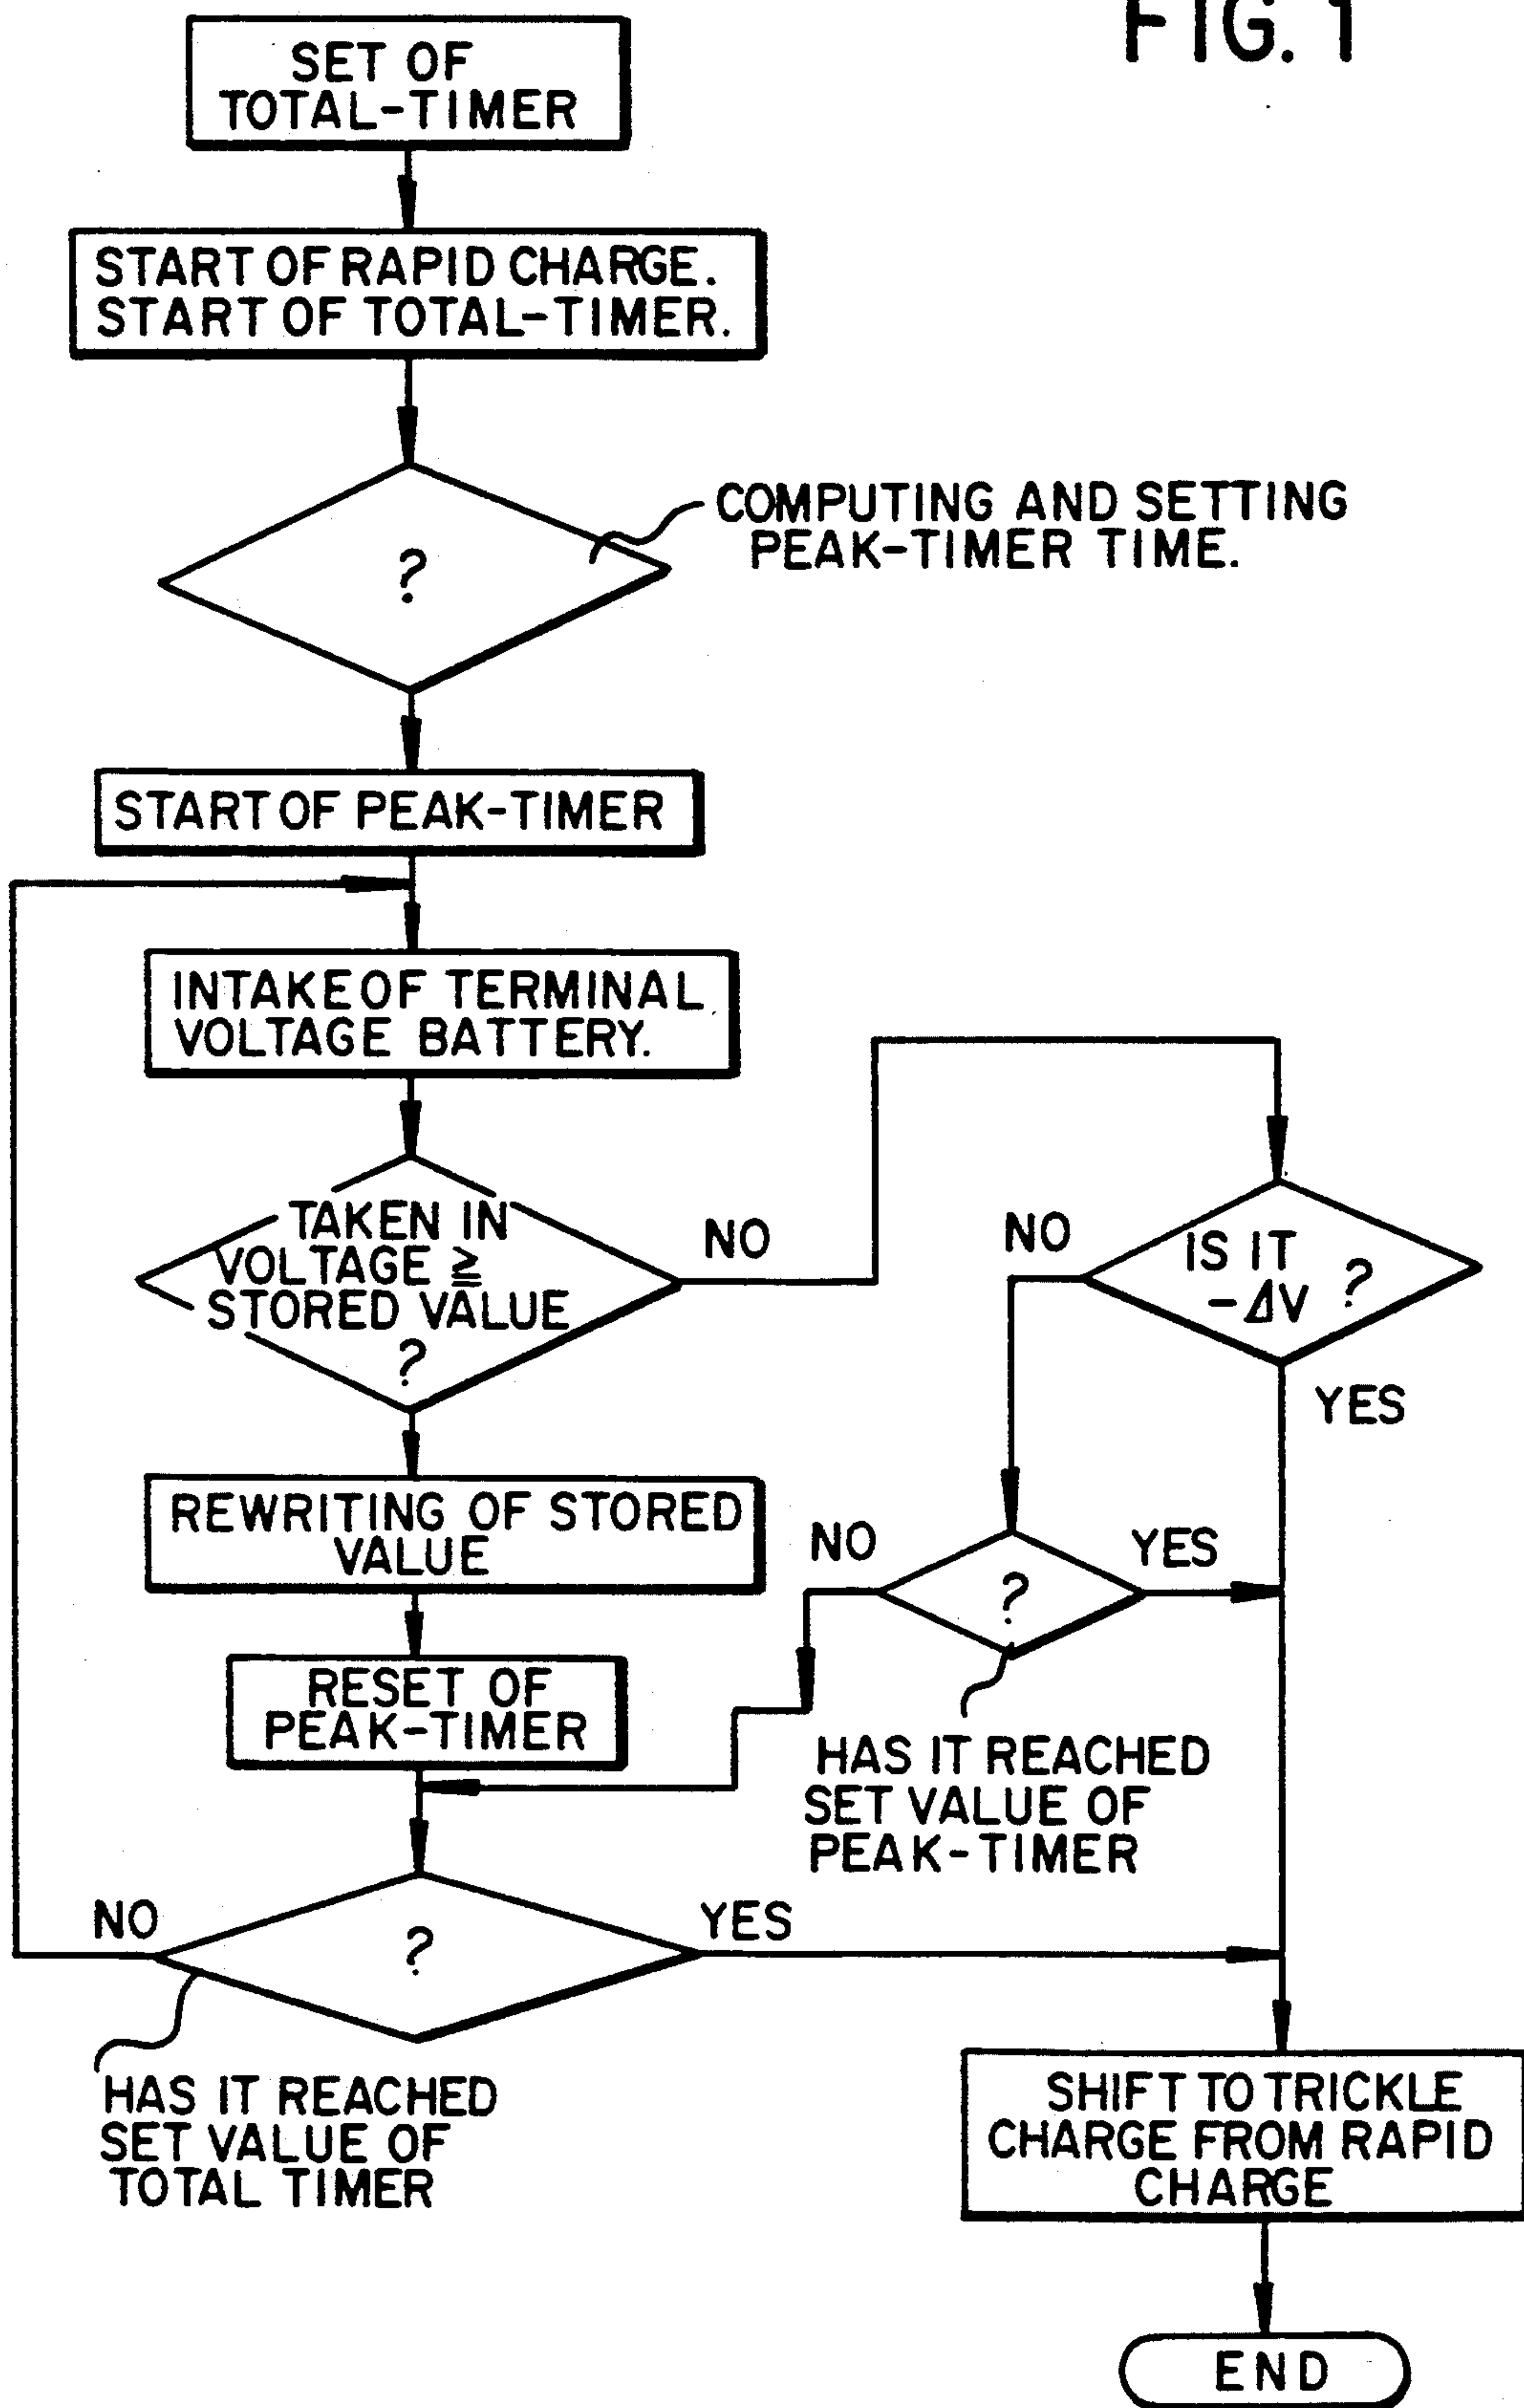 FIG. 1
SET OF
TOTAL-TIMER
START OF RAPID CHARGE.
START OF TOTAL-TIMER.
?
COMPUTING AND SETTING
PEAK-TIMER TIME.
START OF PEAK-TIMER
INTAKE OF TERMINAL
VOLTAGE BATTERY.
TAKEN IN
VOLTAGE ≧
STORED VALUE
?
NO
NO
IS IT
-ΔV ?
YES
REWRITING OF STORED
VALUE
NO
?
YES
RESET OF
PEAK-TIMER
HAS IT REACHED
SET VALUE OF
PEAK-TIMER
NO
?
YES
HAS IT REACHED
SET VALUE OF
TOTAL TIMER
SHIFT TO TRICKLE
CHARGE FROM RAPID
CHARGE
END